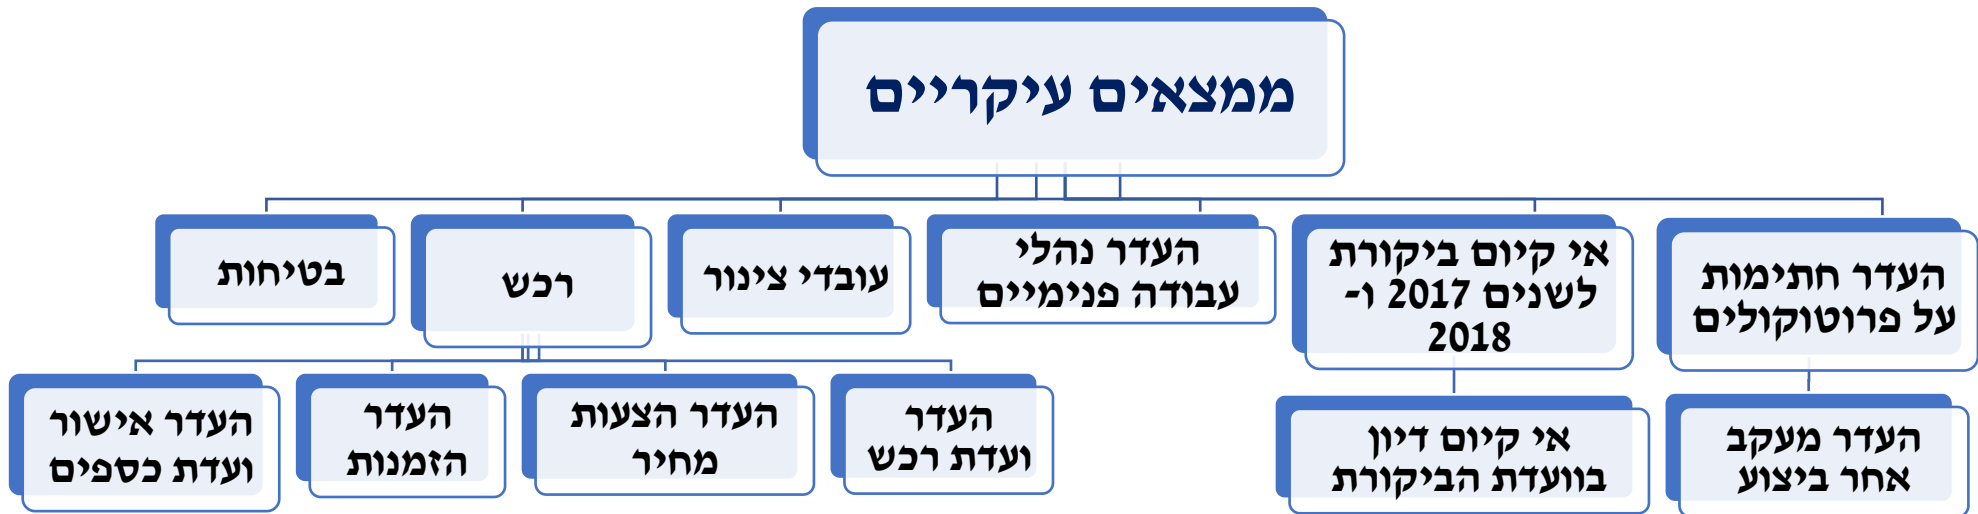 ממצאים עיקריים
העדר חתימות
על פרוטוקולים
אי קיום ביקורת
לשנים 2017 ו-
2018
העדר נהלי
עבודה פנימיים
עובדי צינור
רכש
בטיחות
העדר מעקב
אחר ביצוע
אי קיום דיון
בוועדת הביקורת
העדר
ועדת רכש
העדר הצעות
מחיר
העדר
הזמנות
העדר אישור
ועדת כספים